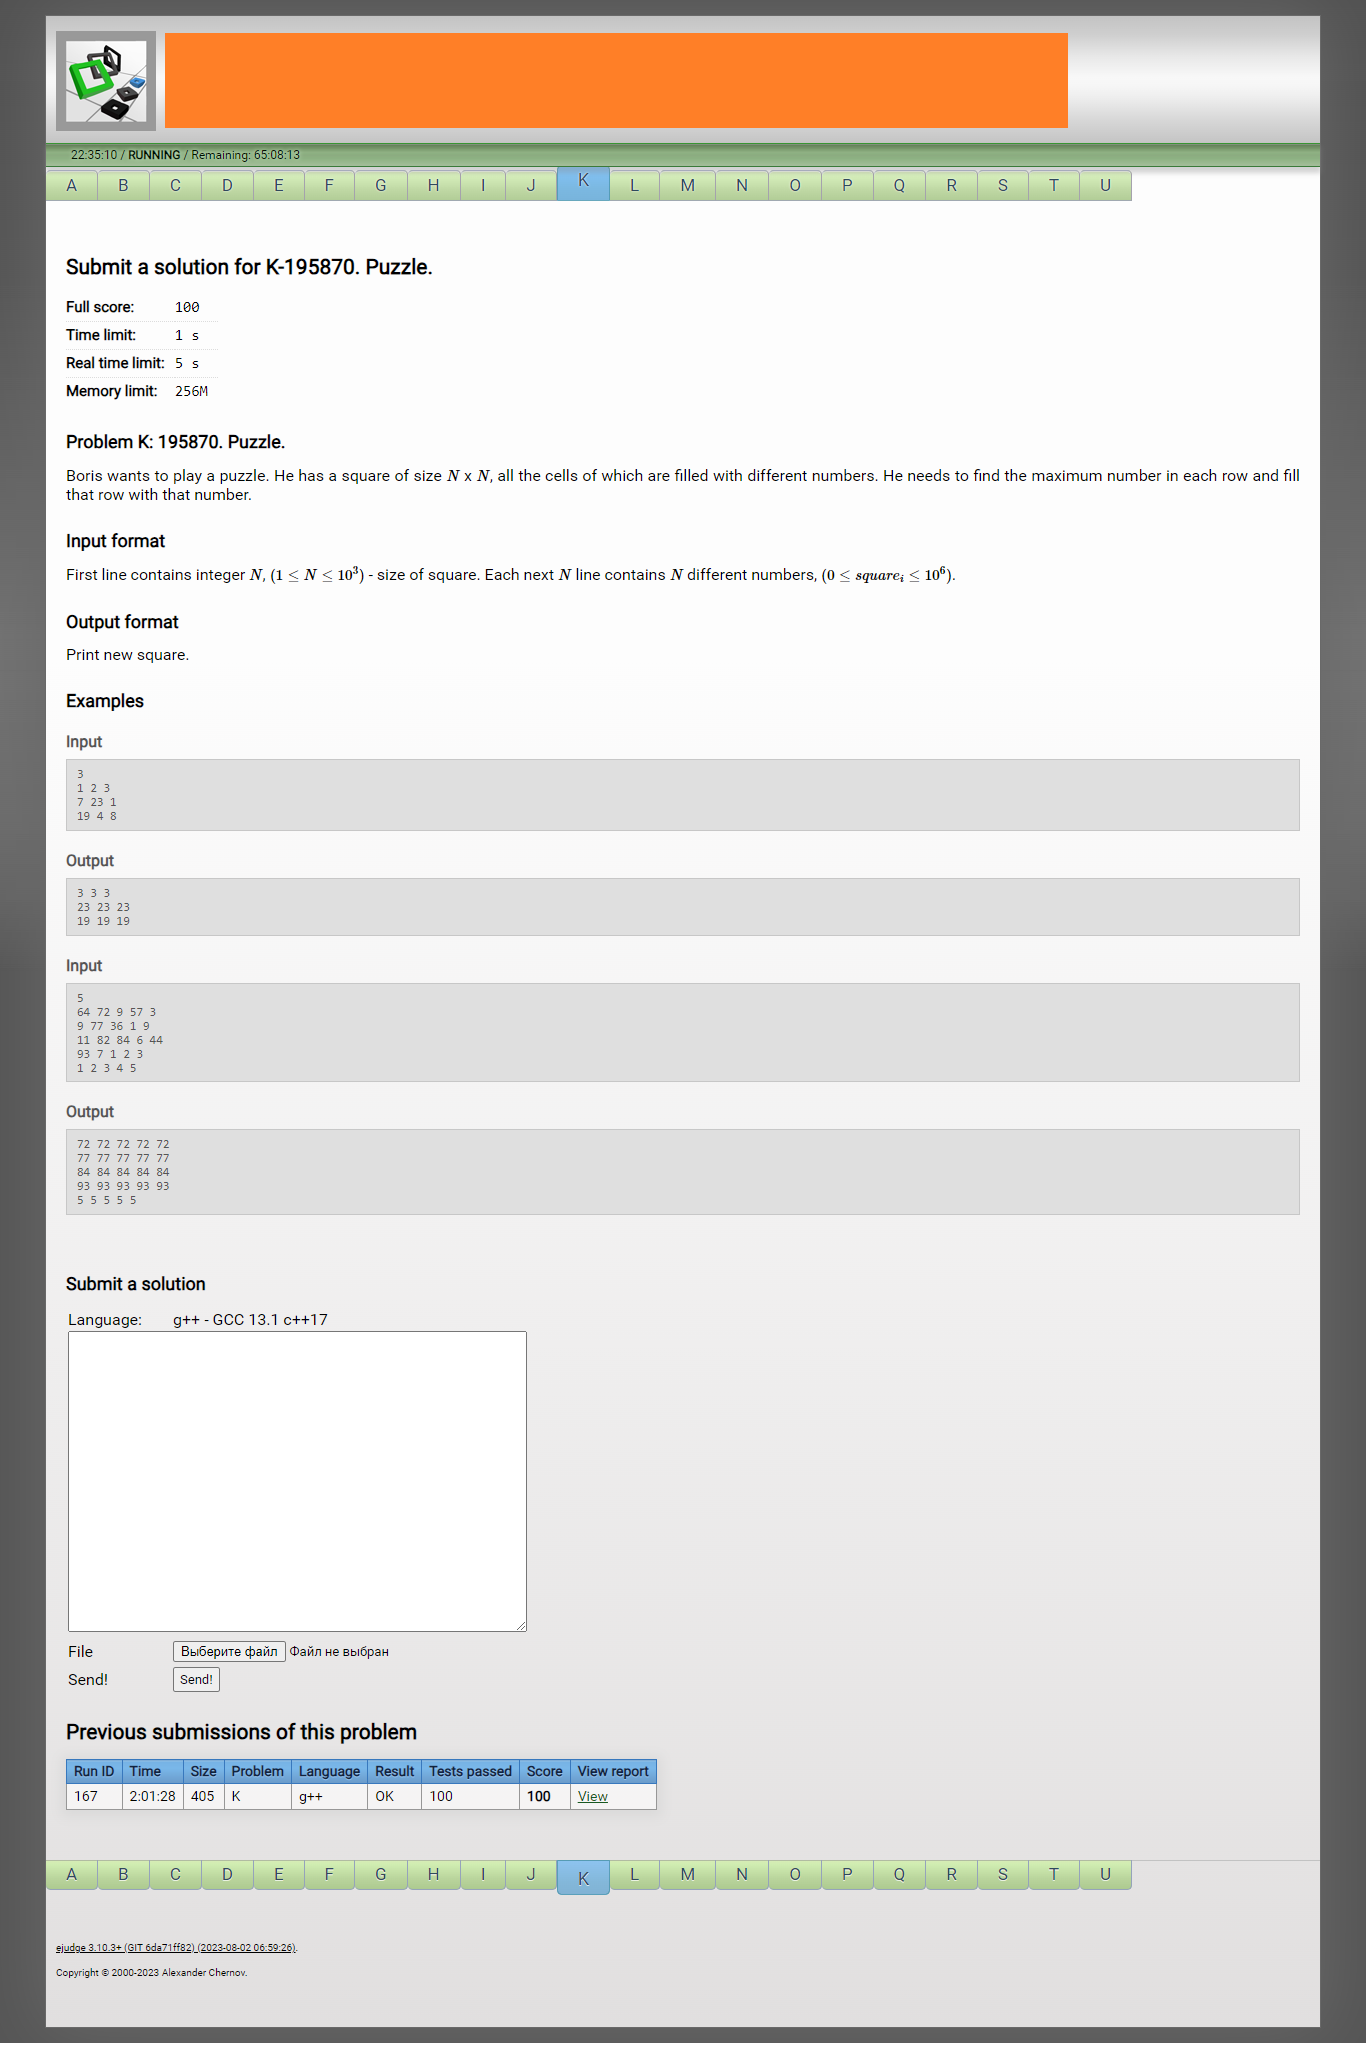 22:35:10 / RUNNING / Remaining: 65:08:13
A B C D E F G H I J K L M N O P Q R S T U
Submit a solution for K-195870. Puzzle.
Full score: 100
Time limit: 1 s
Real time limit: 5 s
Memory limit: 256M
Problem K: 195870. Puzzle.
Boris wants to play a puzzle. He has a square of size N x N, all the cells of which are filled with different numbers. He needs to find the maximum number in each row and fill
that row with that number.
Input format
First line contains integer N, (1 ≤ N ≤ 10³) - size of square. Each next N line contains N different numbers, (0 ≤ squareᵢ ≤ 10⁶).
Output format
Print new square.
Examples
Input
3
1 2 3
7 23 1
19 4 8
Output
3 3 3
23 23 23
19 19 19
Input
5
64 72 9 57 3
9 77 36 1 9
11 82 84 6 44
93 7 1 2 3
1 2 3 4 5
Output
72 72 72 72 72
77 77 77 77 77
84 84 84 84 84
93 93 93 93 93
5 5 5 5 5
Submit a solution
Language: g++ - GCC 13.1 c++17
File Выберите файл Файл не выбран
Send! Send!
Previous submissions of this problem
Run ID Time Size Problem Language Result Tests passed Score View report
167 2:01:28 405 K g++ OK 100 100 View
A B C D E F G H I J K L M N O P Q R S T U
ejudge 3.10.3+ (GIT 6da71ff82) (2023-08-02 06:59:26).
Copyright © 2000-2023 Alexander Chernov.